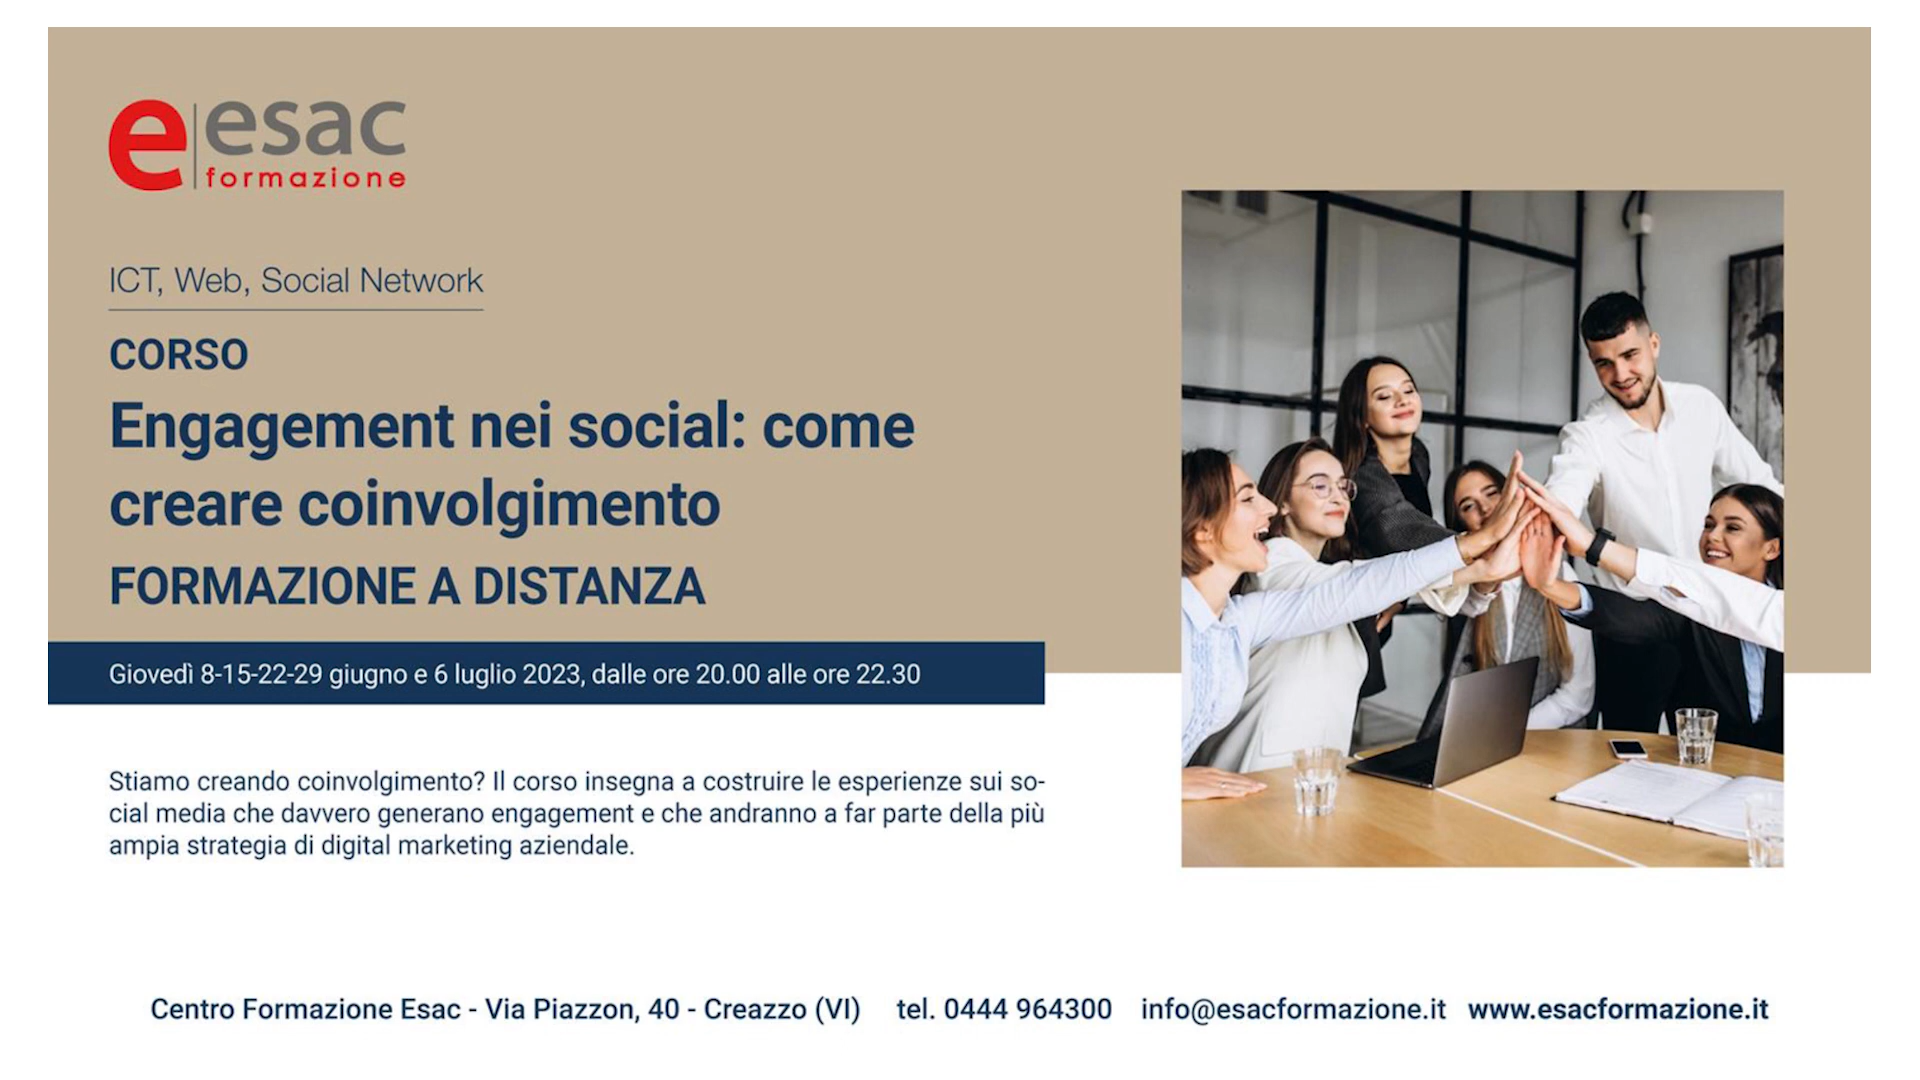 e esac
formazione
ICT, Web, Social Network
CORSO
Engagement nei social: come
creare coinvolgimento
FORMAZIONE A DISTANZA
Giovedì 8-15-22-29 giugno e 6 luglio 2023, dalle ore 20.00 alle ore 22.30
Stiamo creando coinvolgimento? Il corso insegna a costruire le esperienze sui so-
cial media che davvero generano engagement e che andranno a far parte della più
ampia strategia di digital marketing aziendale.
Centro Formazione Esac - Via Piazzon, 40 - Creazzo (VI) tel. 0444 964300 info@esacformazione.it www.esacformazione.it